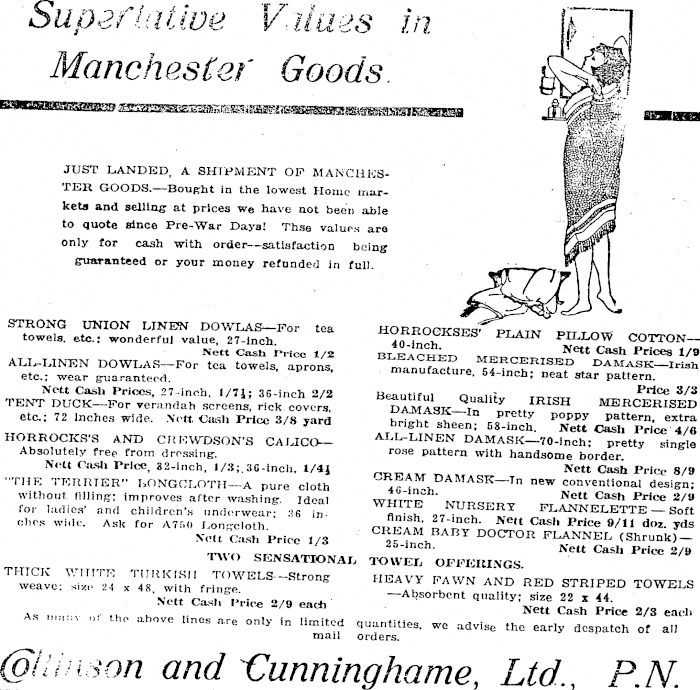 Superlative Values in
Manchester Goods.
JUST LANDED, A SHIPMENT OF MANCHES-
TER GOODS.—Bought in the lowest Home mar-
kets and selling at prices we have not been able
to quote since Pre-War Days! Thse values are
only for cash with order—satisfaction being
guaranteed or your money refunded in full.
STRONG UNION LINEN DOWLAS—For tea
towels, etc.; wonderful value, 27-inch.
Nett Cash Price 1/2
ALL-LINEN DOWLAS—For tea towels, aprons,
etc.; wear guaranteed.
Nett Cash Prices, 27-inch, 1/7½; 36-inch 2/2
TENT DUCK—For verandah screens, rick covers,
etc.; 72 inches wide. Nett Cash Price 3/8 yard
HORROCKS'S AND CREWDSON'S CALICO—
Absolutely free from dressing.
Nett Cash Price, 32-inch, 1/3; 36-inch, 1/4½
"THE TERRIER" LONGCLOTH—A pure cloth
without filling; improves after washing. Ideal
for ladies' and children's underwear; 36 in-
ches wide. Ask for A750 Longcloth.
Nett Cash Price 1/3
HORROCKSES' PLAIN PILLOW COTTON—
40-inch. Nett Cash Prices 1/9
BLEACHED MERCERISED DAMASK—Irish
manufacture, 54-inch; neat star pattern.
Price 3/3
Beautiful Quality IRISH MERCERISED
DAMASK—In pretty poppy pattern, extra
bright sheen; 58-inch. Nett Cash Price 4/6
ALL-LINEN DAMASK—70-inch; pretty single
rose pattern with handsome border.
Nett Cash Price 8/9
CREAM DAMASK—In new conventional design;
46-inch. Nett Cash Price 2/9
WHITE NURSERY FLANNELETTE—Soft
finish, 27-inch. Nett Cash Price 9/11 doz. yds
CREAM BABY DOCTOR FLANNEL (Shrunk)—
25-inch. Nett Cash Price 2/9
TWO SENSATIONAL TOWEL OFFERINGS.
THICK WHITE TURKISH TOWELS—Strong
weave; size 24 x 48, with fringe.
Nett Cash Price 2/9 each
HEAVY FAWN AND RED STRIPED TOWELS
—Absorbent quality; size 22 x 44.
Nett Cash Price 2/3 each
As many of the above lines are only in limited quantities, we advise the early despatch of all
mail orders.
Collinson and Cunninghame, Ltd., P.N.